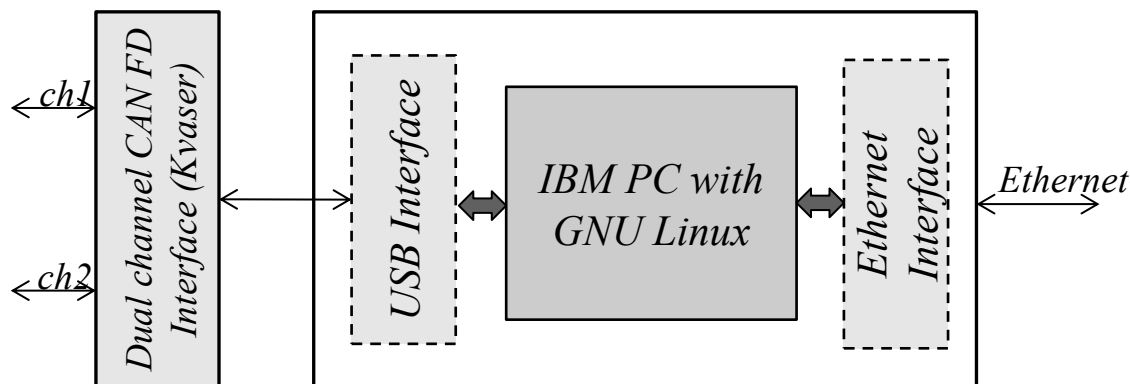 ch1
ch2
Dual channel CAN FD
Interface (Kvaser)
USB Interface
IBM PC with
GNU Linux
Ethernet
Interface
Ethernet